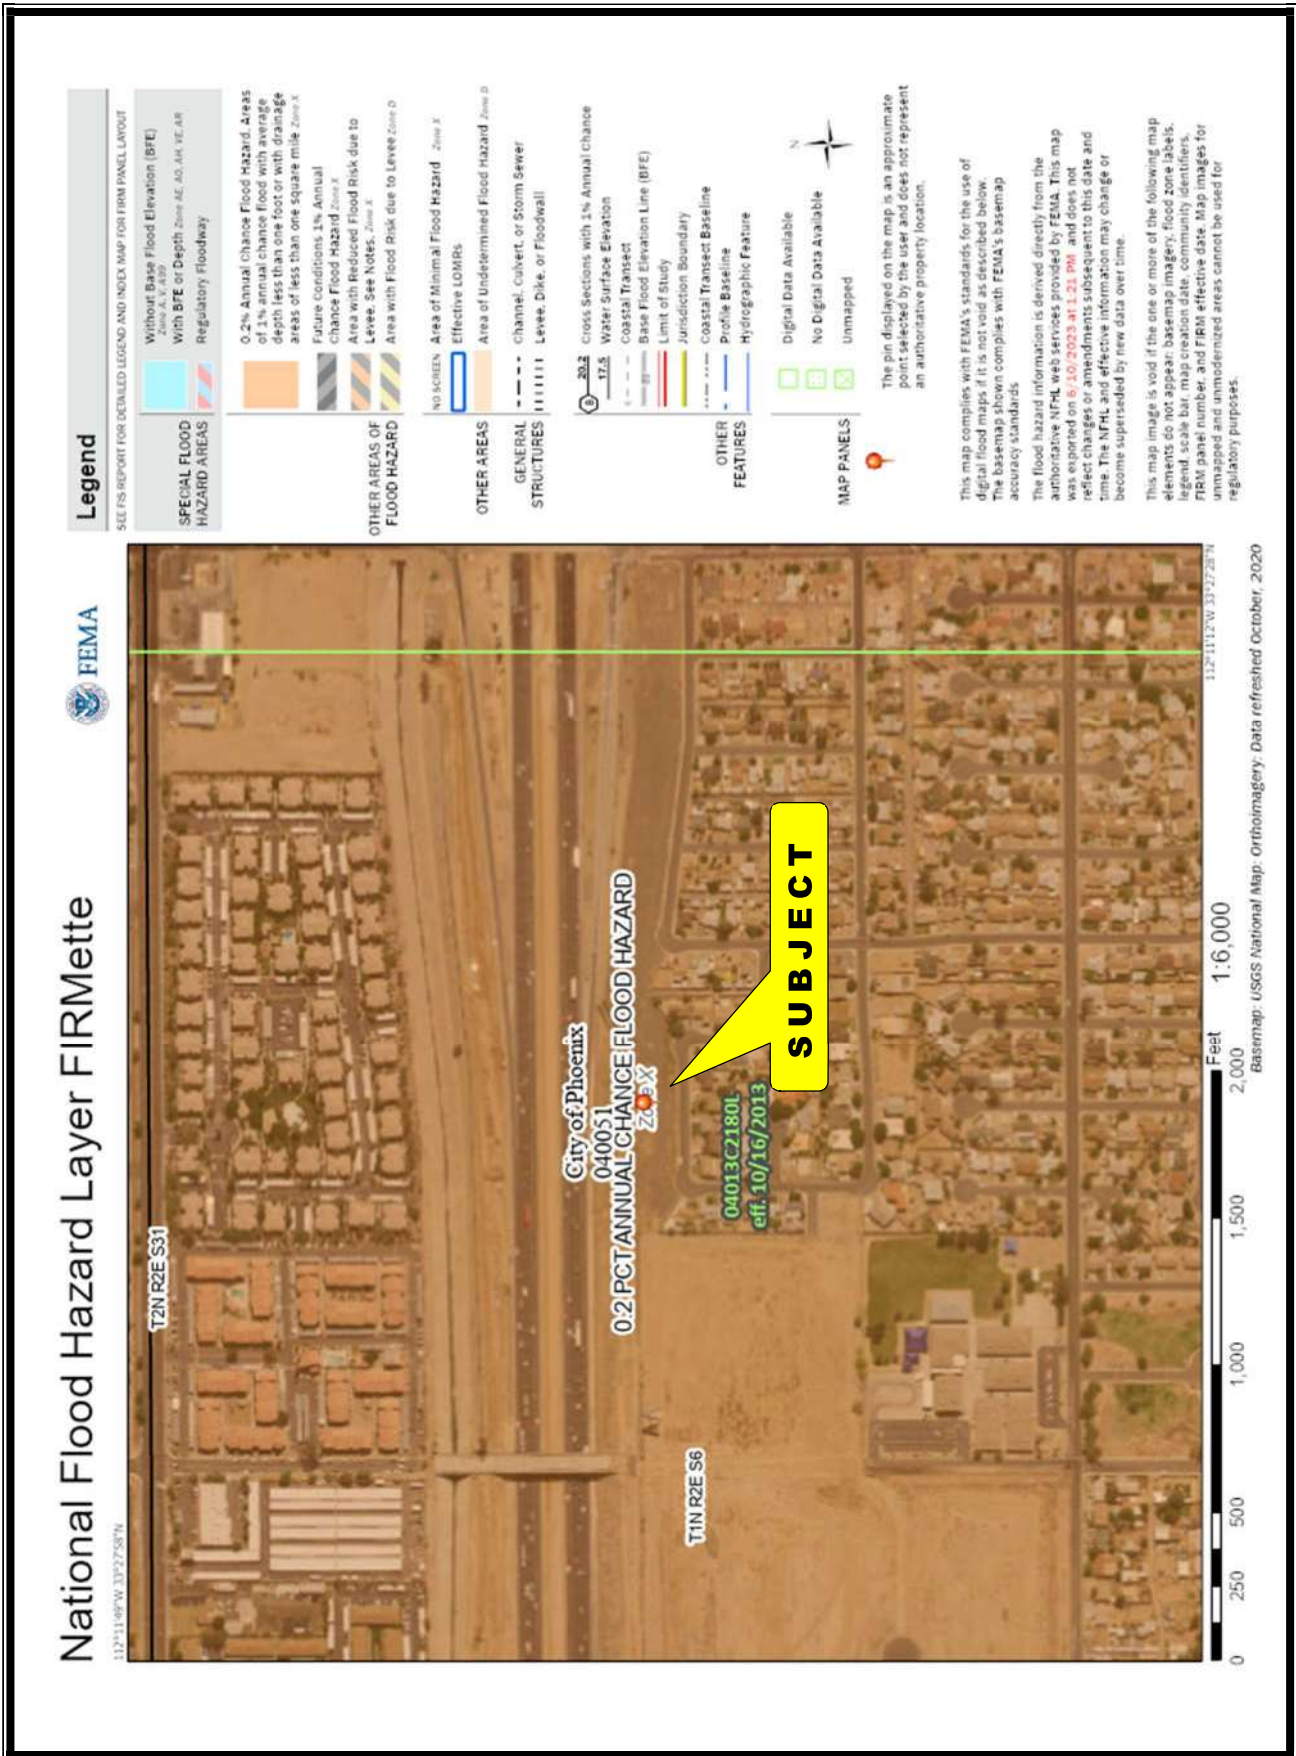 National Flood Hazard Layer FIRMette
FEMA
Legend
112°11'49"W 33°27'58"N
SEE FIS REPORT FOR DETAILED LEGEND AND INDEX MAP FOR FIRM PANEL LAYOUT
SPECIAL FLOOD
HAZARD AREAS
Without Base Flood Elevation (BFE)
Zone A, V, A99
With BFE or Depth Zone AE, AO, AH, VE, AR
Regulatory Floodway
OTHER AREAS OF
FLOOD HAZARD
0.2% Annual Chance Flood Hazard, Areas
of 1% annual chance flood with average
depth less than one foot or with drainage
areas of less than one square mile Zone X
Future Conditions 1% Annual
Chance Flood Hazard Zone X
Area with Reduced Flood Risk due to
Levee. See Notes. Zone X
Area with Flood Risk due to Levee Zone D
OTHER AREAS
NO SCREEN Area of Minimal Flood Hazard Zone X
Effective LOMRs
Area of Undetermined Flood Hazard Zone D
GENERAL
STRUCTURES
Channel, Culvert, or Storm Sewer
Levee, Dike, or Floodwall
OTHER
FEATURES
B 20.2 Cross Sections with 1% Annual Chance
17.5 Water Surface Elevation
Coastal Transect
Base Flood Elevation Line (BFE)
Limit of Study
Jurisdiction Boundary
Coastal Transect Baseline
Profile Baseline
Hydrographic Feature
MAP PANELS
Digital Data Available
No Digital Data Available
Unmapped
N
The pin displayed on the map is an approximate
point selected by the user and does not represent
an authoritative property location.
This map complies with FEMA's standards for the use of
digital flood maps if it is not void as described below.
The basemap shown complies with FEMA's basemap
accuracy standards
The flood hazard information is derived directly from the
authoritative NFHL web services provided by FEMA. This map
was exported on 6/10/2023 at 1:21 PM and does not
reflect changes or amendments subsequent to this date and
time. The NFHL and effective information may change or
become superseded by new data over time.
This map image is void if the one or more of the following map
elements do not appear: basemap imagery, flood zone labels,
legend, scale bar, map creation date, community identifiers,
FIRM panel number, and FIRM effective date. Map images for
unmapped and unmodernized areas cannot be used for
regulatory purposes.
T2N R2E S31
City of Phoenix
040051
0.2 PCT ANNUAL CHANCE FLOOD HAZARD
Zone X
T1N R2E S6
04013C2180L
eff. 10/16/2013
SUBJECT
112°11'12"W 33°27'28"N
0 250 500 1,000 1,500 2,000 Feet
1:6,000
Basemap: USGS National Map: Orthoimagery: Data refreshed October, 2020